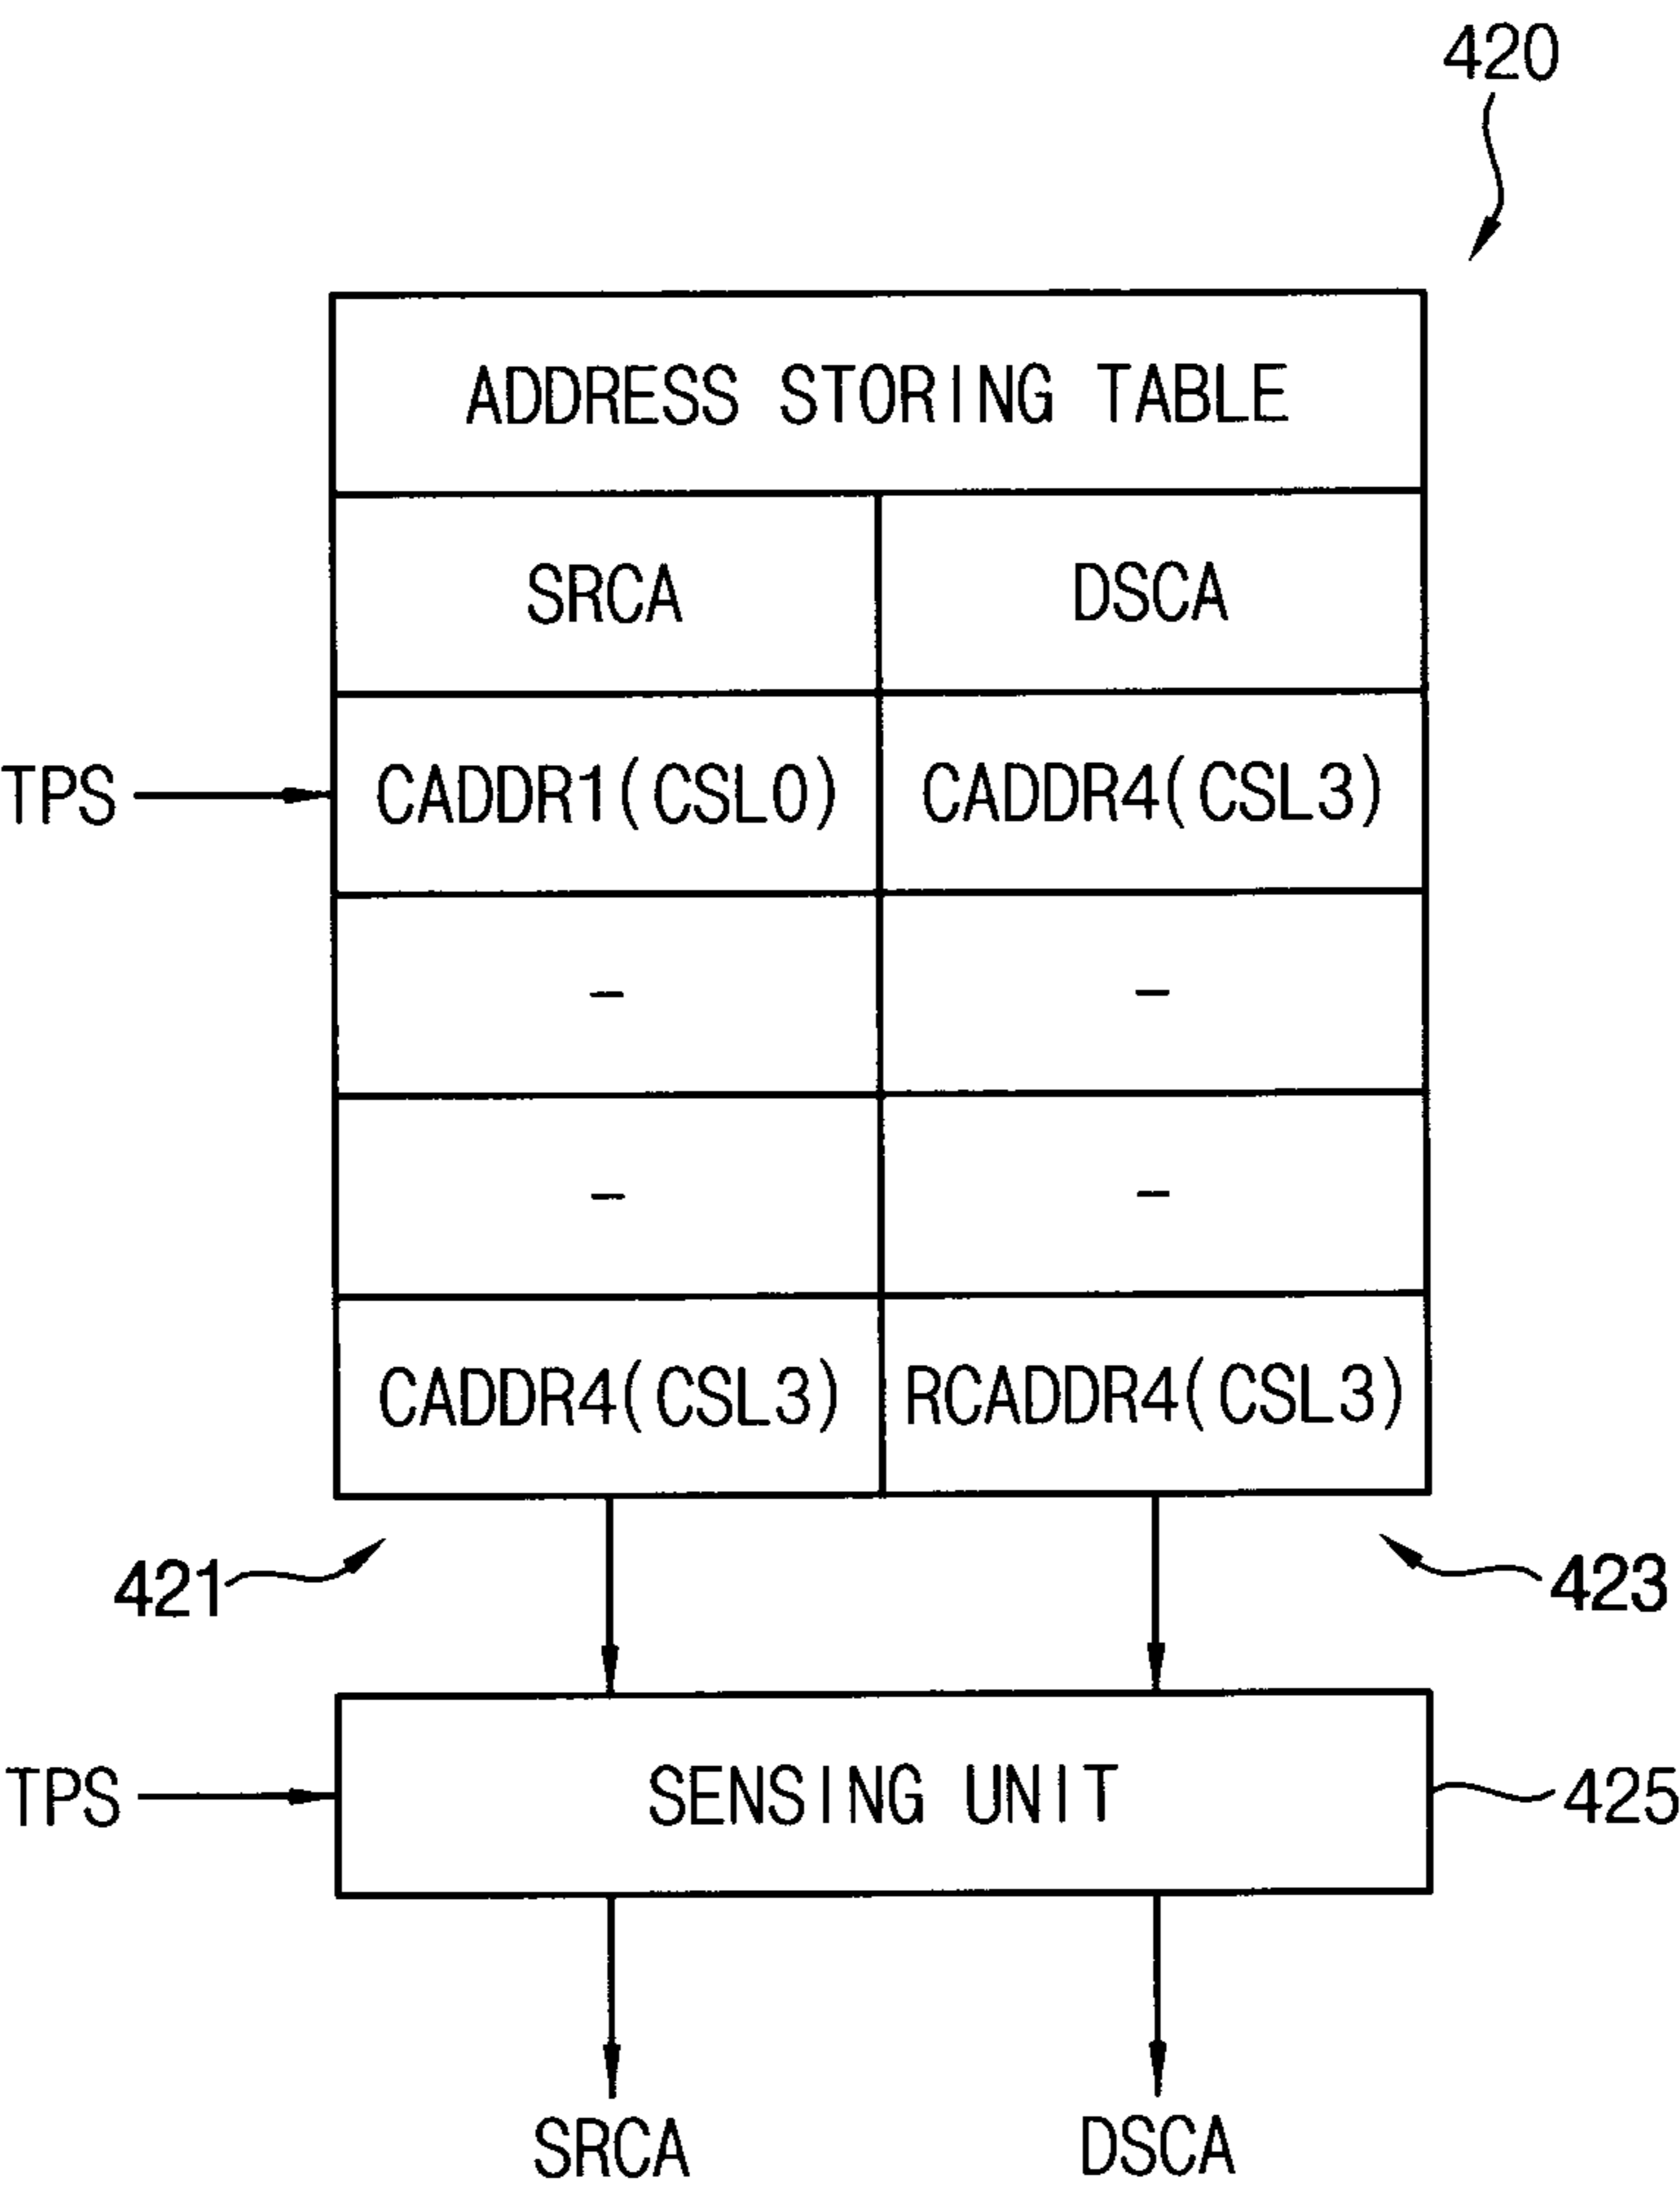 420
ADDRESS STORING TABLE
SRCA DSCA
TPS CADDR1(CSL0) CADDR4(CSL3)
- -
- -
CADDR4(CSL3) RCADDR4(CSL3)
421 423
TPS SENSING UNIT 425
SRCA DSCA